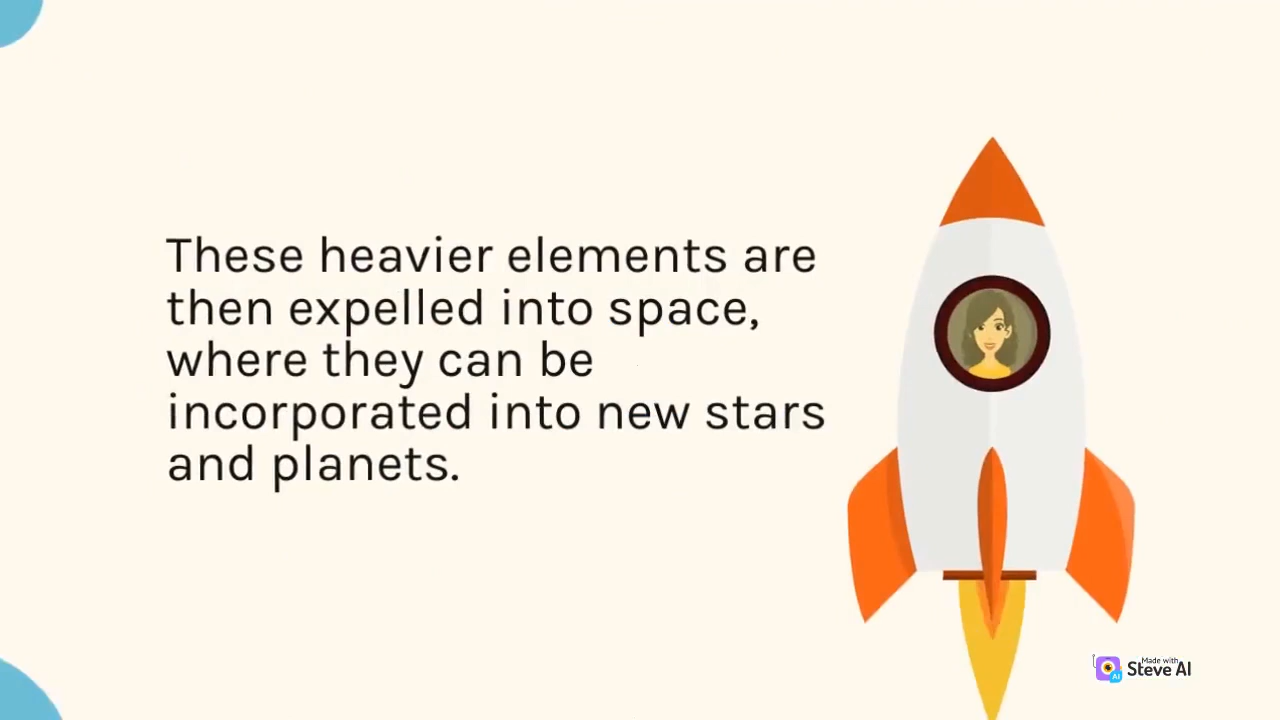 These heavier elements are
then expelled into space,
where they can be
incorporated into new stars
and planets.
Made with
Steve AI
AI